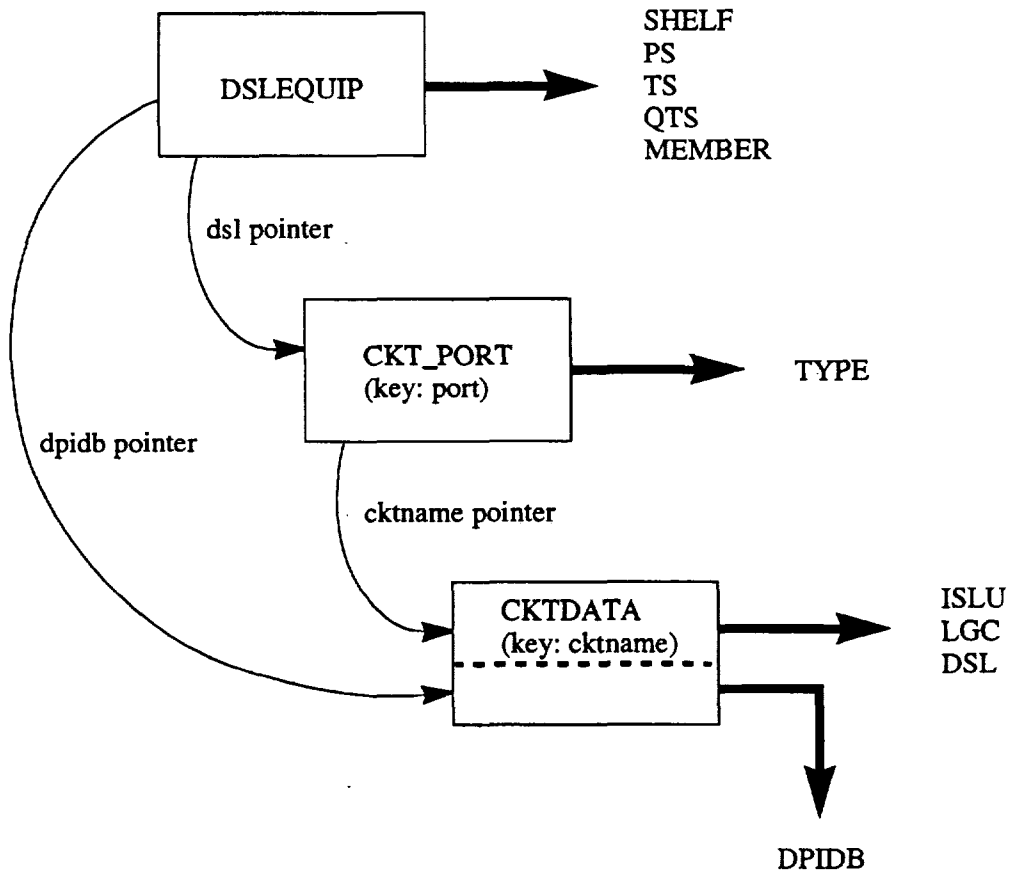 SHELF
PS
TS
QTS
MEMBER
DSLEQUIP
dsl pointer
CKT_PORT
(key: port)
TYPE
dpidb pointer
cktname pointer
CKTDATA
(key: cktname)
ISLU
LGC
DSL
DPIDB